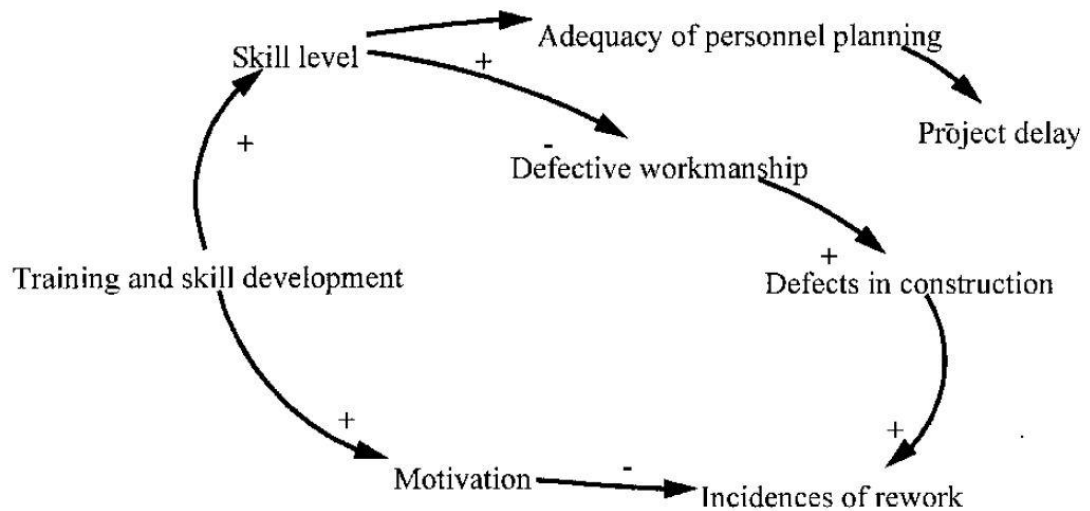 Adequacy of personnel planning
Skill level
+
+
Project delay
-
-
Defective workmanship
+
Training and skill development
Defects in construction
+
+
Motivation
-
Incidences of rework